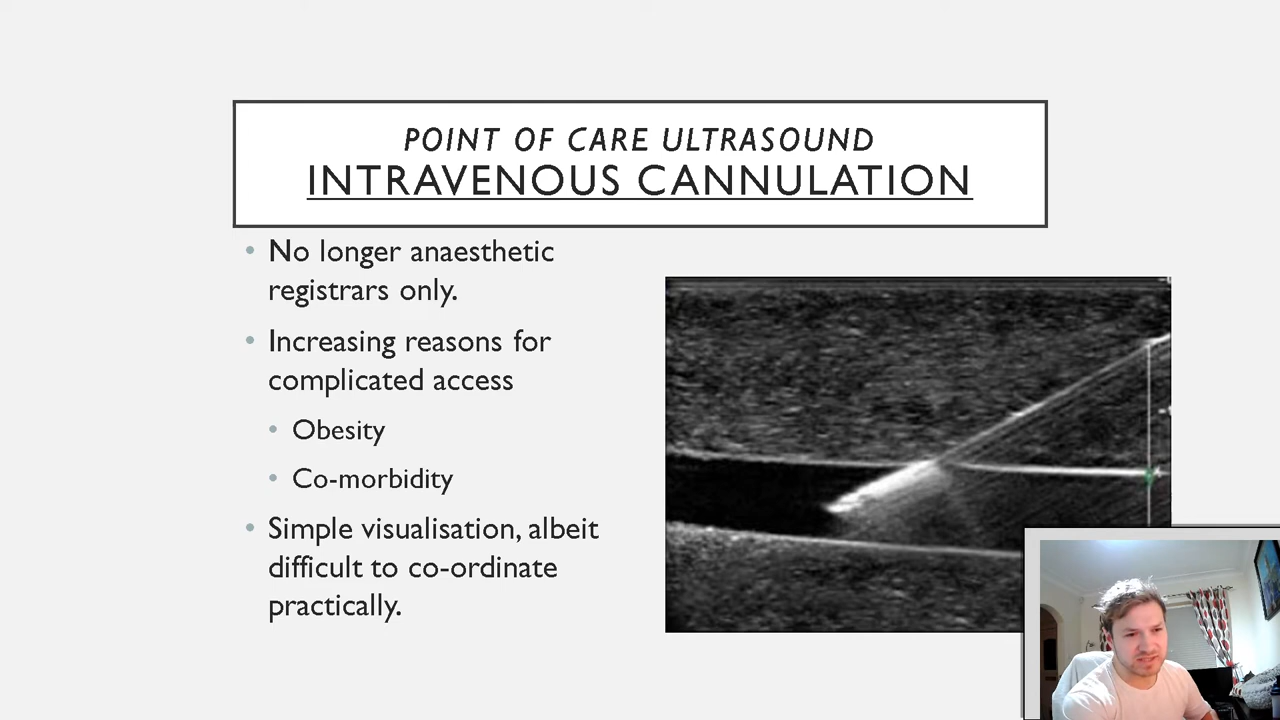 POINT OF CARE ULTRASOUND
INTRAVENOUS CANNULATION
• No longer anaesthetic
registrars only.
• Increasing reasons for
complicated access
• Obesity
• Co-morbidity
• Simple visualisation, albeit
difficult to co-ordinate
practically.